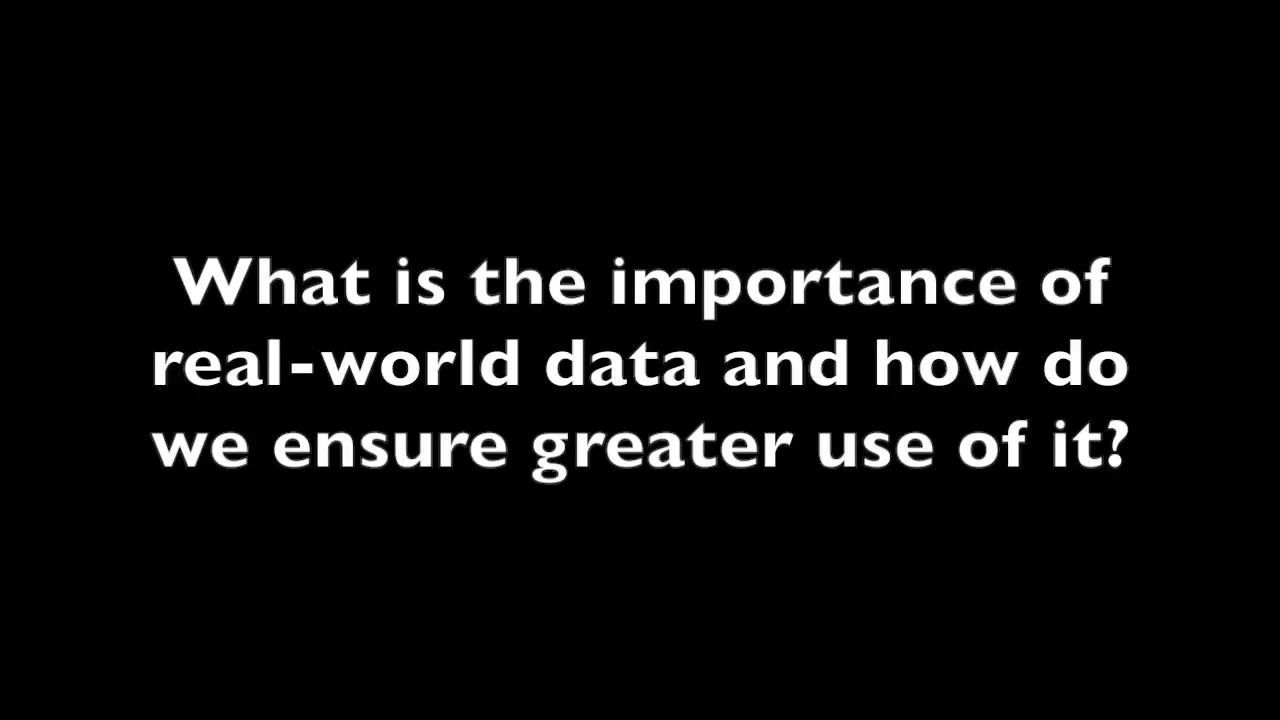 What is the importance of
real-world data and how do
we ensure greater use of it?